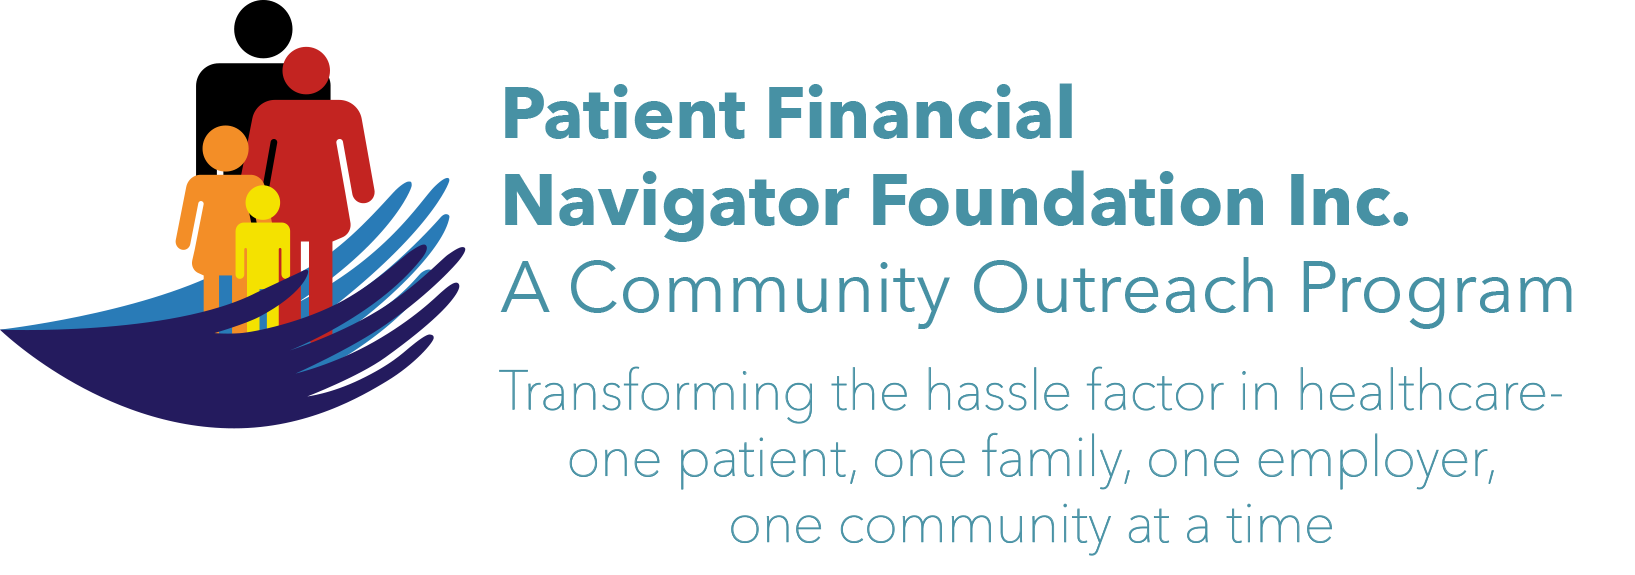 Patient Financial
Navigator Foundation Inc.
A Community Outreach Program
Transforming the hassle factor in healthcare-
one patient, one family, one employer,
one community at a time